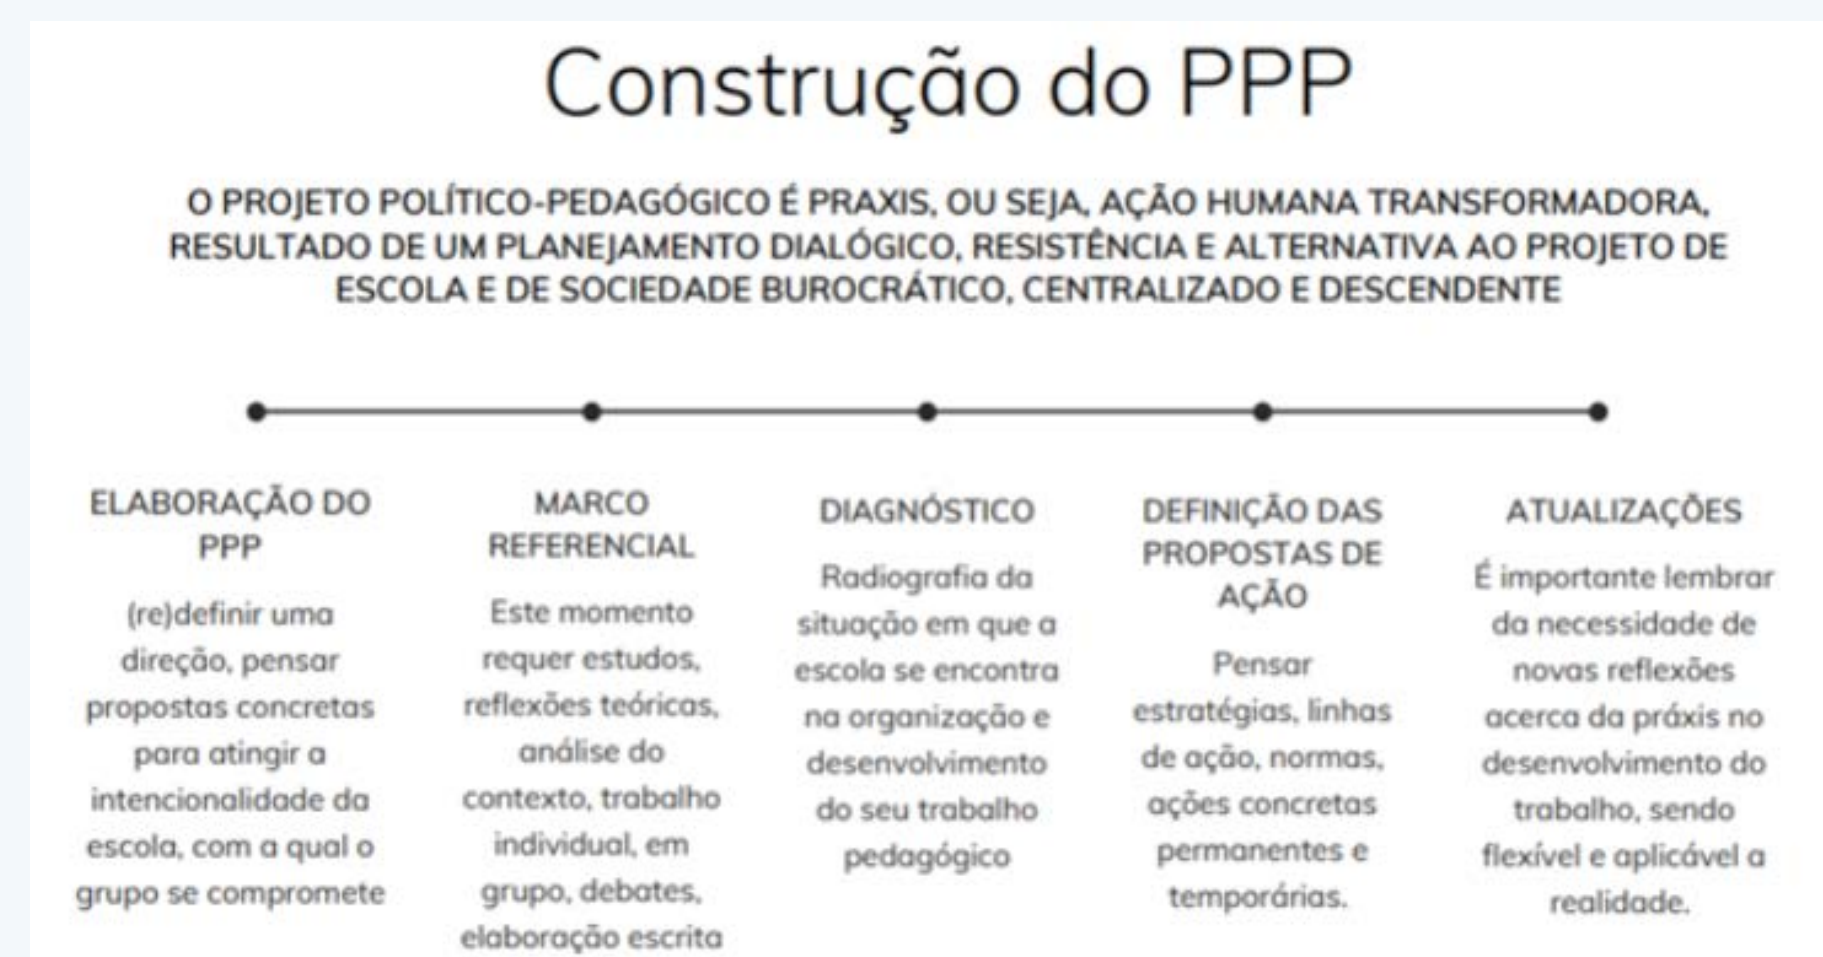 Construção do PPP
O PROJETO POLÍTICO-PEDAGÓGICO É PRAXIS, OU SEJA, AÇÃO HUMANA TRANSFORMADORA,
RESULTADO DE UM PLANEJAMENTO DIALÓGICO, RESISTÊNCIA E ALTERNATIVA AO PROJETO DE
ESCOLA E DE SOCIEDADE BUROCRÁTICO, CENTRALIZADO E DESCENDENTE
ELABORAÇÃO DO
PPP
(re)definir uma
direção, pensar
propostas concretas
para atingir a
intencionalidade da
escola, com a qual o
grupo se compromete
MARCO
REFERENCIAL
Este momento
requer estudos,
reflexões teóricas,
análise do
contexto, trabalho
individual, em
grupo, debates,
elaboração escrita
DIAGNÓSTICO
Radiografia da
situação em que a
escola se encontra
na organização e
desenvolvimento
do seu trabalho
pedagógico
DEFINIÇÃO DAS
PROPOSTAS DE
AÇÃO
Pensar
estratégias, linhas
de ação, normas,
ações concretas
permanentes e
temporárias.
ATUALIZAÇÕES
É importante lembrar
da necessidade de
novas reflexões
acerca da práxis no
desenvolvimento do
trabalho, sendo
flexível e aplicável a
realidade.